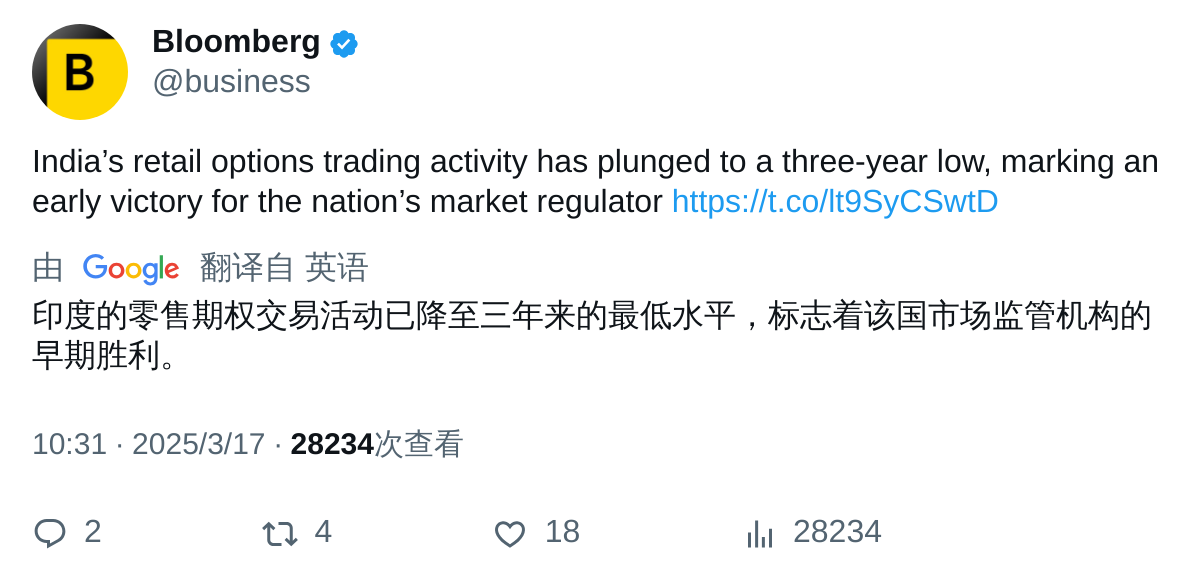 B
Bloomberg
@business
India’s retail options trading activity has plunged to a three-year low, marking an
early victory for the nation’s market regulator https://t.co/lt9SyCSwtD
由 Google 翻译自 英语
印度的零售期权交易活动已降至三年来的最低水平，标志着该国市场监管机构的
早期胜利。
10:31 · 2025/3/17 · 28234次查看
2 4 18 28234